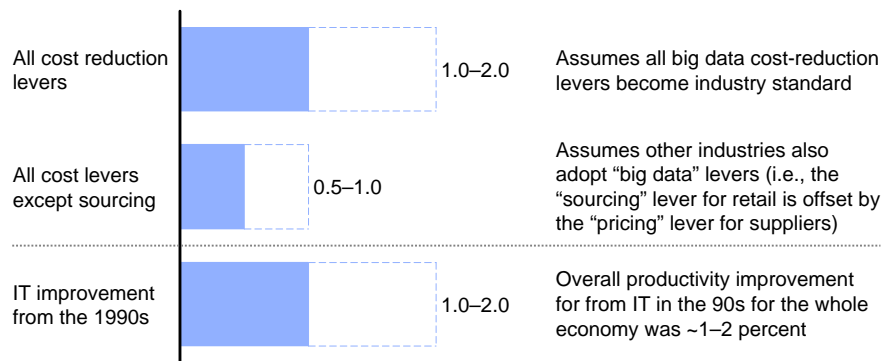 All cost reduction
levers
1.0–2.0
Assumes all big data cost-reduction
levers become industry standard
All cost levers
except sourcing
0.5–1.0
Assumes other industries also
adopt “big data” levers (i.e., the
“sourcing” lever for retail is offset by
the “pricing” lever for suppliers)
IT improvement
from the 1990s
1.0–2.0
Overall productivity improvement
for from IT in the 90s for the whole
economy was ~1–2 percent